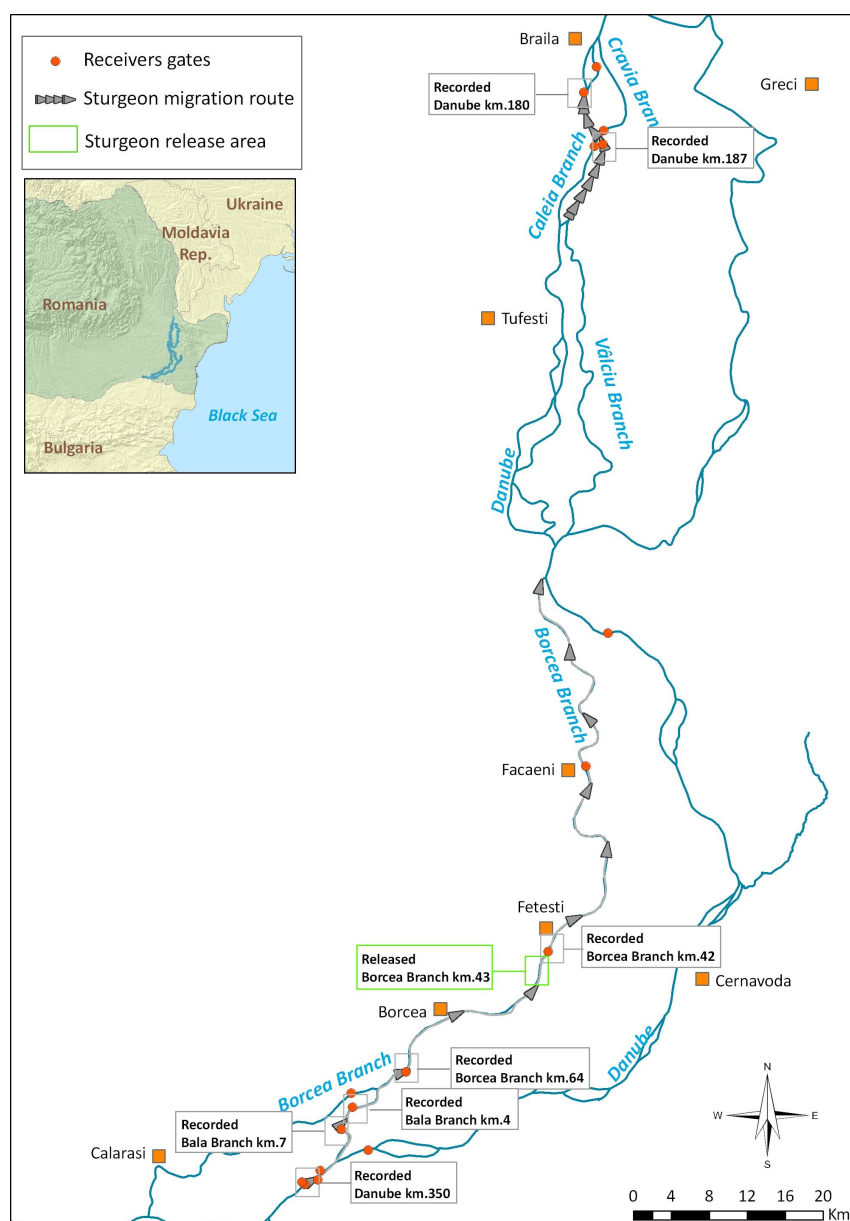 Receivers gates
Sturgeon migration route
Sturgeon release area
Ukraine
Moldavia
Rep.
Romania
Black Sea
Bulgaria
Braila
Cravia Bran
Greci
Recorded
Danube km.180
Recorded
Danube km.187
Caleia Branch
Tufesti
Vâlciu Branch
Danube
Borcea Branch
Facaeni
Fetesti
Recorded
Borcea Branch km.42
Released
Borcea Branch km.43
Cernavoda
Borcea
Danube
Borcea Branch
Recorded
Borcea Branch km.64
Recorded
Bala Branch km.4
Recorded
Bala Branch km.7
Calarasi
Recorded
Danube km.350
N
W E
S
0 4 8 12 16 20
Km